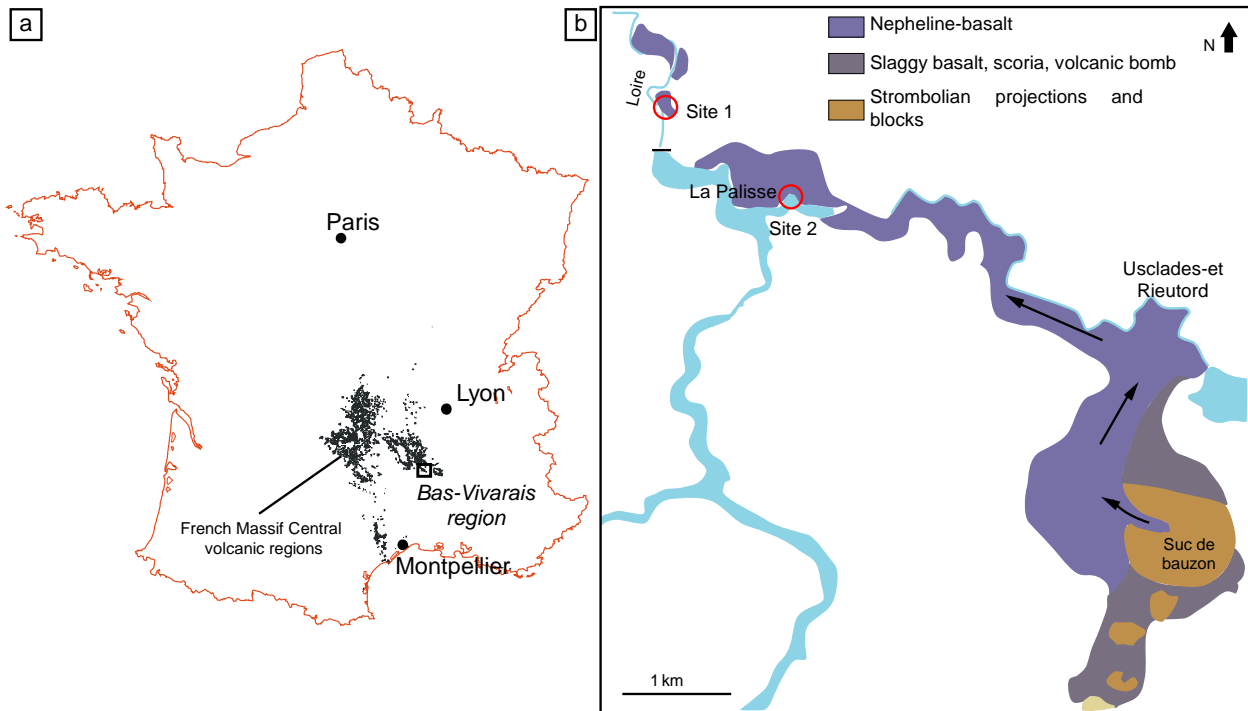 a
Paris
Lyon
Bas-Vivarais
region
French Massif Central
volcanic regions
Montpellier
b
Nepheline-basalt
N
Slaggy basalt, scoria, volcanic bomb
Strombolian projections and
blocks
Loire
Site 1
La Palisse
Site 2
Usclades-et
Rieutord
Suc de
bauzon
1 km